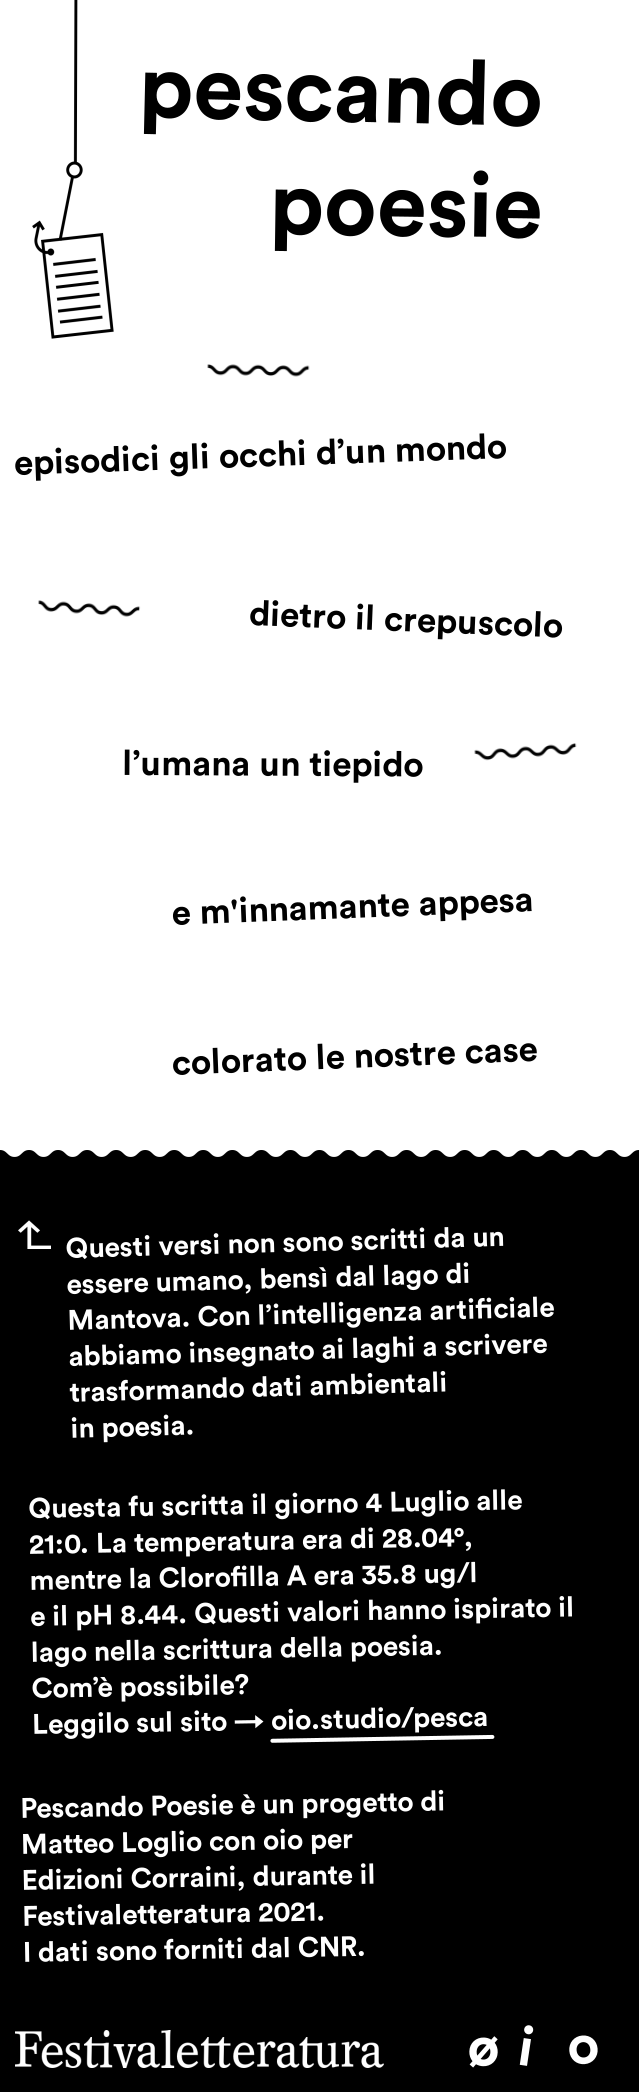 pescando
poesie
episodici gli occhi d’un mondo
dietro il crepuscolo
l’umana un tiepido
e m'innamante appesa
colorato le nostre case
Questi versi non sono scritti da un
essere umano, bensì dal lago di
Mantova. Con l’intelligenza artificiale
abbiamo insegnato ai laghi a scrivere
trasformando dati ambientali
in poesia.
Questa fu scritta il giorno 4 Luglio alle
21:0. La temperatura era di 28.04°,
mentre la Clorofilla A era 35.8 ug/l
e il pH 8.44. Questi valori hanno ispirato il
lago nella scrittura della poesia.
Com’è possibile?
Leggilo sul sito → oio.studio/pesca
Pescando Poesie è un progetto di
Matteo Loglio con oio per
Edizioni Corraini, durante il
Festivaletteratura 2021.
I dati sono forniti dal CNR.
Festivaletteratura ø i o